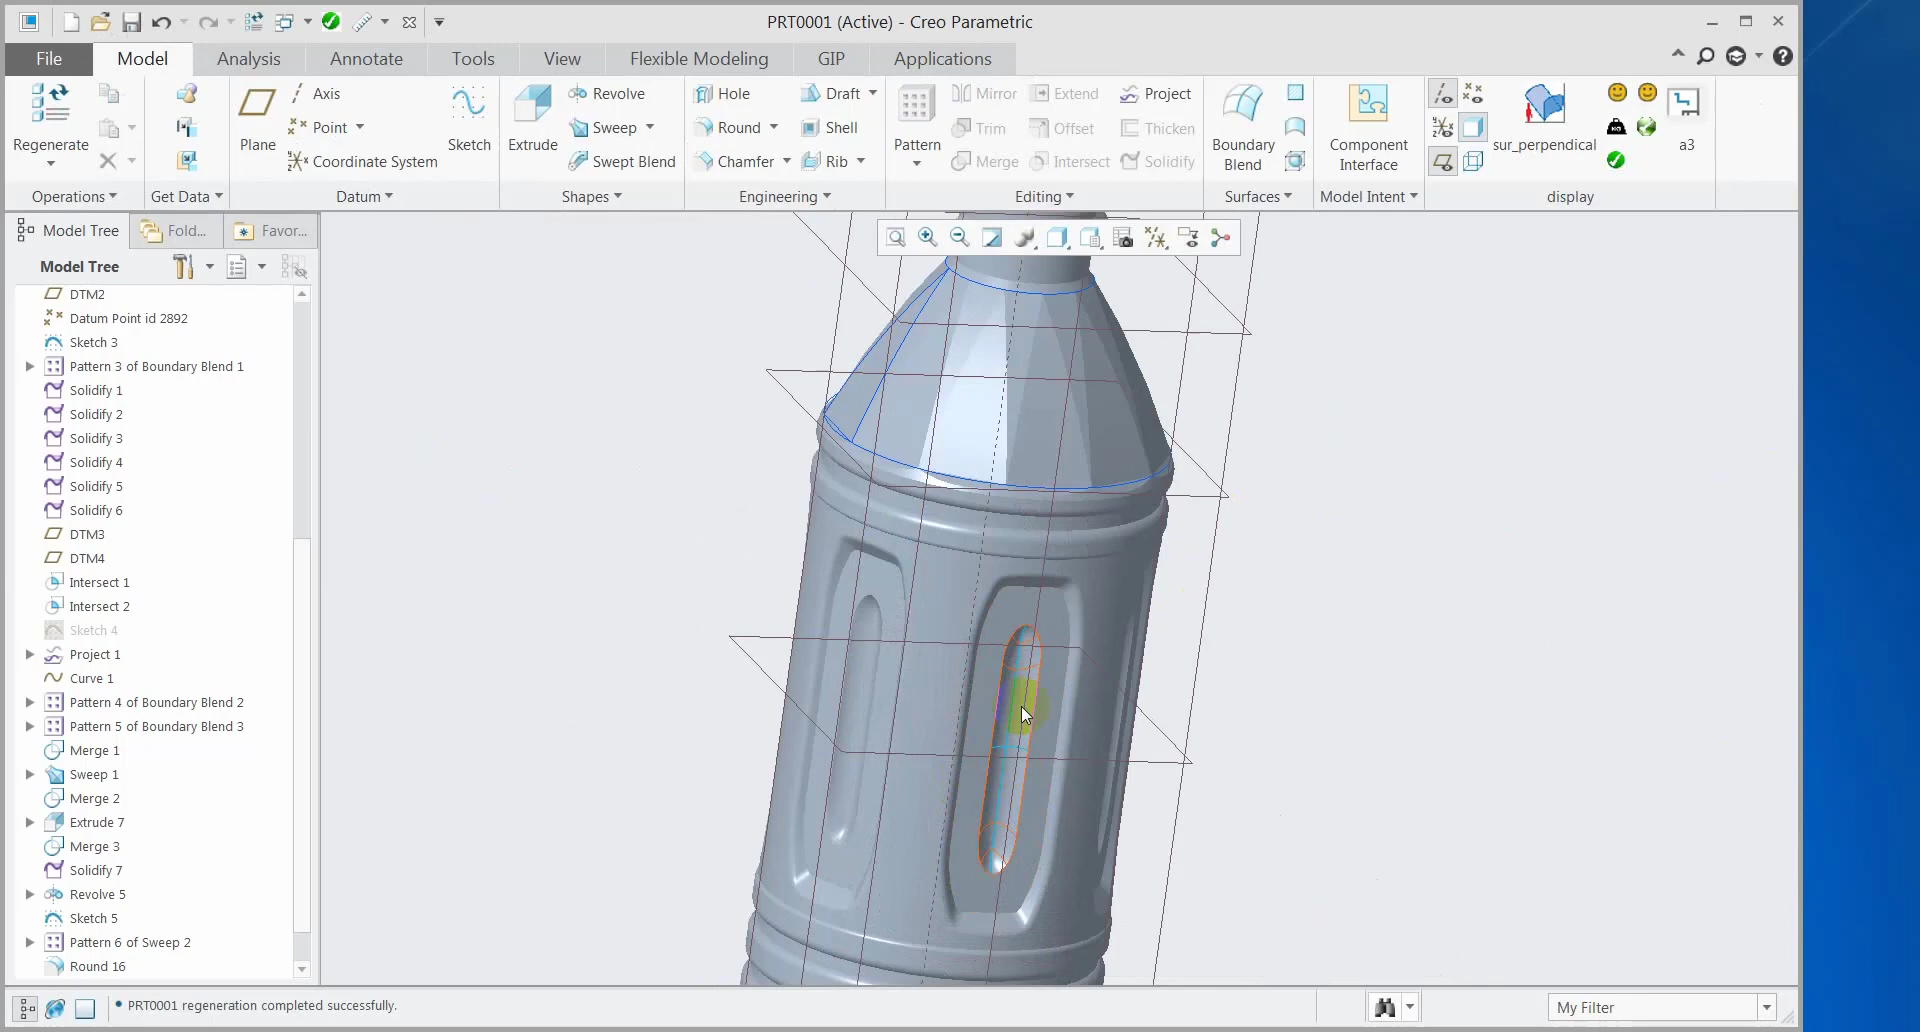 PRT0001 (Active) - Creo Parametric
File
Model
Analysis
Annotate
Tools
View
Flexible Modeling
GIP
Applications
Regenerate
Operations
Get Data
Plane
Axis
Point
Coordinate System
Sketch
Datum
Extrude
Revolve
Sweep
Swept Blend
Shapes
Hole
Draft
Round
Shell
Chamfer
Rib
Engineering
Pattern
Mirror
Extend
Project
Trim
Offset
Thicken
Merge
Intersect
Solidify
Editing
Boundary
Blend
Surfaces
Component
Interface
Model Intent
sur_perpendical
a3
display
Model Tree
Fold...
Favor...
Model Tree
DTM2
Datum Point id 2892
Sketch 3
Pattern 3 of Boundary Blend 1
Solidify 1
Solidify 2
Solidify 3
Solidify 4
Solidify 5
Solidify 6
DTM3
DTM4
Intersect 1
Intersect 2
Sketch 4
Project 1
Curve 1
Pattern 4 of Boundary Blend 2
Pattern 5 of Boundary Blend 3
Merge 1
Sweep 1
Merge 2
Extrude 7
Merge 3
Solidify 7
Revolve 5
Sketch 5
Pattern 6 of Sweep 2
Round 16
• PRT0001 regeneration completed successfully.
My Filter